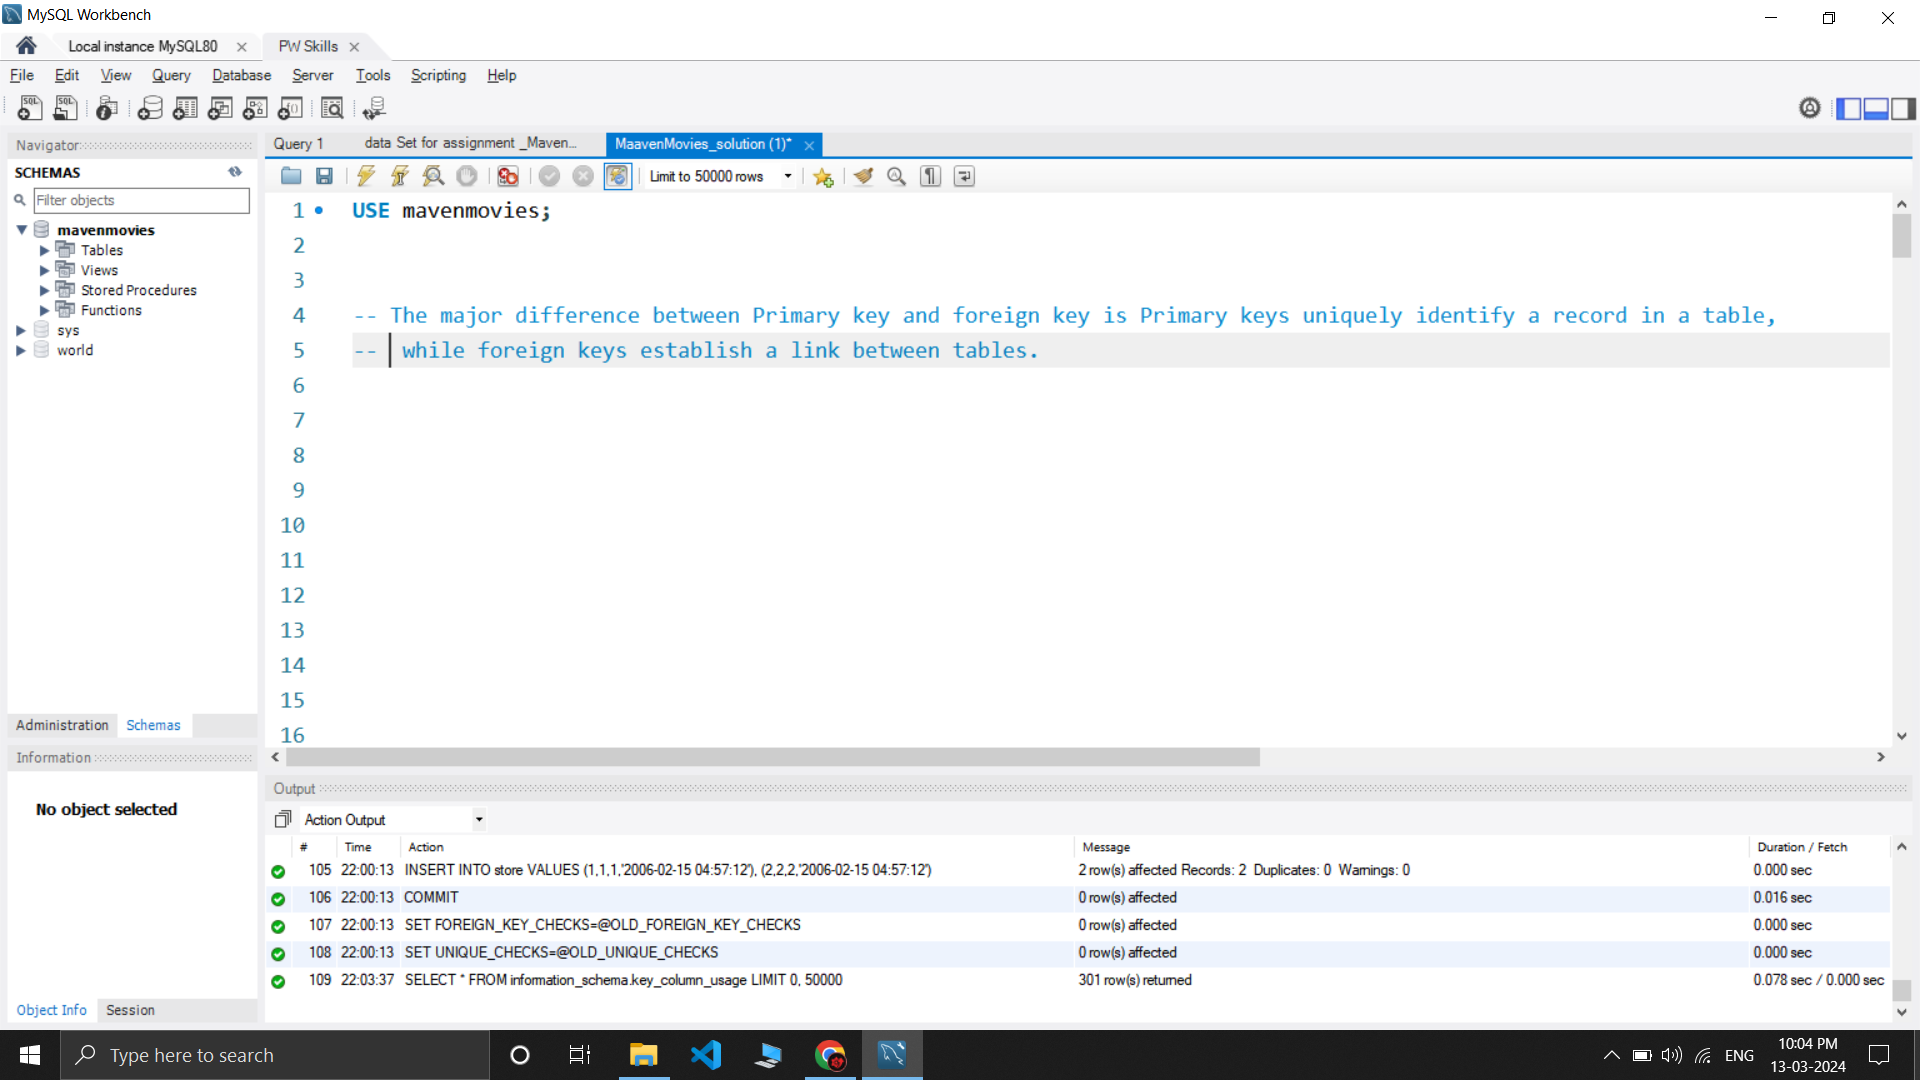 MySQL Workbench
Local instance MySQL80
PW Skills
File Edit View Query Database Server Tools Scripting Help
Navigator
SCHEMAS
Filter objects
mavenmovies
Tables
Views
Stored Procedures
Functions
sys
world
Administration Schemas
Information
No object selected
Object Info Session
Query 1
data Set for assignment _Maven...
MaavenMovies_solution (1)*
Limit to 50000 rows
1 USE mavenmovies;
2
3
4 -- The major difference between Primary key and foreign key is Primary keys uniquely identify a record in a table,
5 -- while foreign keys establish a link between tables.
6
7
8
9
10
11
12
13
14
15
16
Output
Action Output
# Time Action Message Duration / Fetch
105 22:00:13 INSERT INTO store VALUES (1,1,1,'2006-02-15 04:57:12'), (2,2,2,'2006-02-15 04:57:12') 2 row(s) affected Records: 2 Duplicates: 0 Warnings: 0 0.000 sec
106 22:00:13 COMMIT 0 row(s) affected 0.016 sec
107 22:00:13 SET FOREIGN_KEY_CHECKS=@OLD_FOREIGN_KEY_CHECKS 0 row(s) affected 0.000 sec
108 22:00:13 SET UNIQUE_CHECKS=@OLD_UNIQUE_CHECKS 0 row(s) affected 0.000 sec
109 22:03:37 SELECT * FROM information_schema.key_column_usage LIMIT 0, 50000 301 row(s) returned 0.078 sec / 0.000 sec
Type here to search
ENG
10:04 PM
13-03-2024